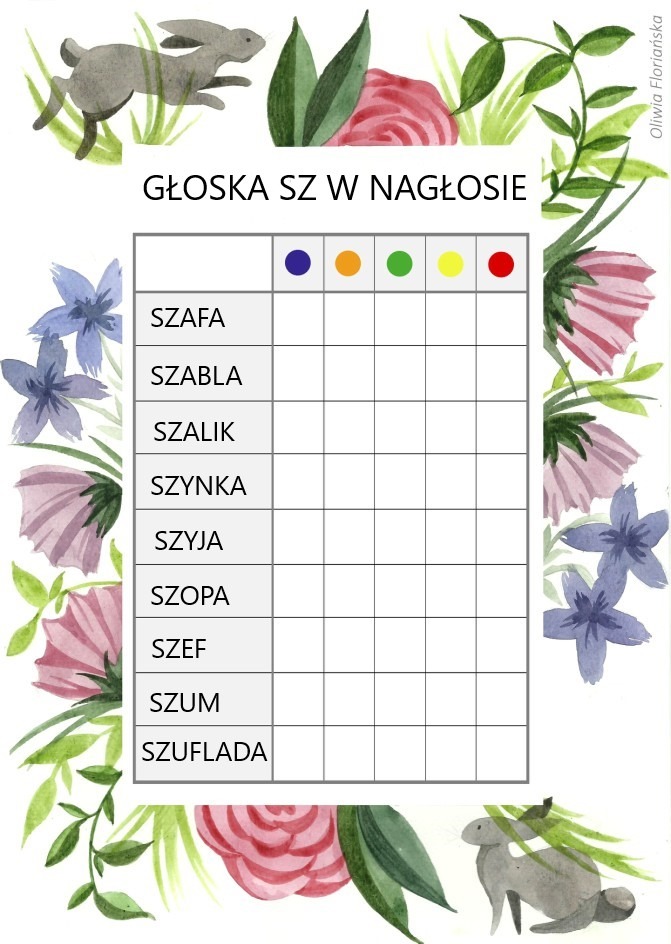 Oliwia Floriańska
GŁOSKA SZ W NAGŁOSIE
SZAFA
SZABLA
SZALIK
SZYNKA
SZYJA
SZOPA
SZEF
SZUM
SZUFLADA